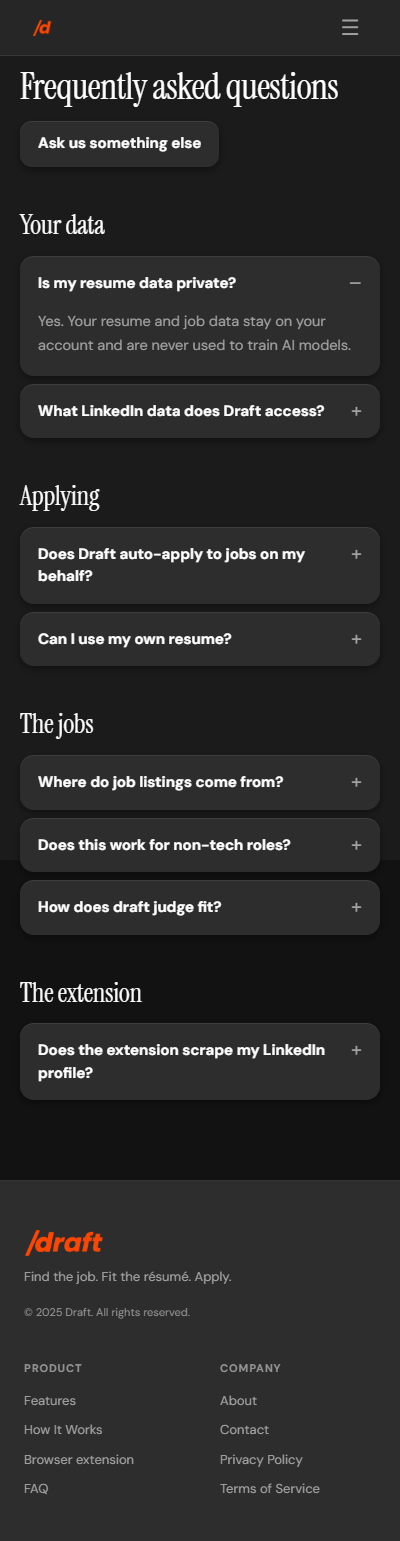 /d
Frequently asked questions
Ask us something else
Your data
Is my resume data private?
Yes. Your resume and job data stay on your
account and are never used to train AI models.
What LinkedIn data does Draft access?
Applying
Does Draft auto-apply to jobs on my
behalf?
Can I use my own resume?
The jobs
Where do job listings come from?
Does this work for non-tech roles?
How does draft judge fit?
The extension
Does the extension scrape my LinkedIn
profile?
/draft
Find the job. Fit the résumé. Apply.
© 2025 Draft. All rights reserved.
PRODUCT
Features
How It Works
Browser extension
FAQ
COMPANY
About
Contact
Privacy Policy
Terms of Service